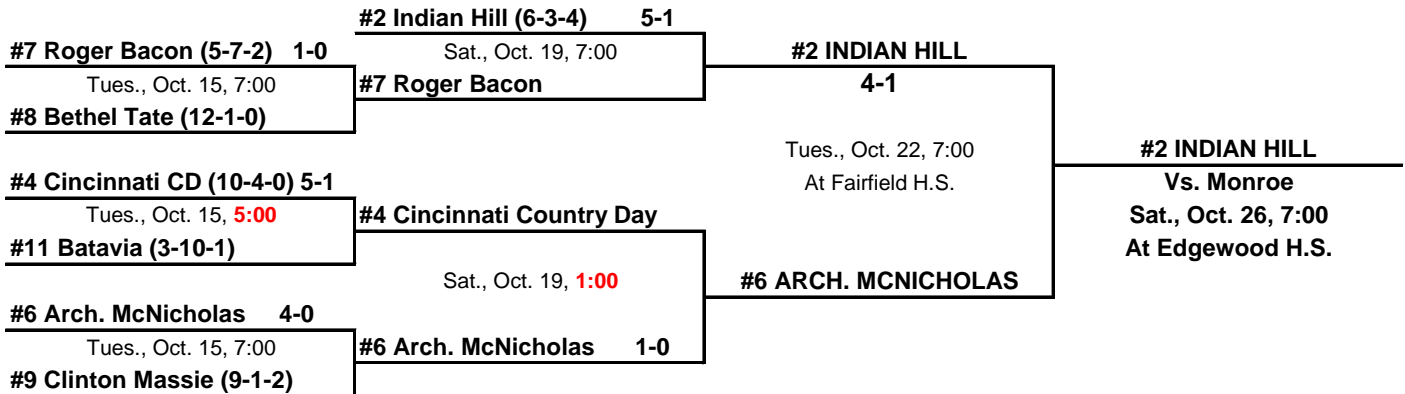 #2 Indian Hill (6-3-4) 5-1
#7 Roger Bacon (5-7-2) 1-0
Sat., Oct. 19, 7:00
#2 INDIAN HILL
Tues., Oct. 15, 7:00
#7 Roger Bacon
4-1
#8 Bethel Tate (12-1-0)
Tues., Oct. 22, 7:00
#2 INDIAN HILL
#4 Cincinnati CD (10-4-0) 5-1
At Fairfield H.S.
Vs. Monroe
Tues., Oct. 15, 5:00
#4 Cincinnati Country Day
Sat., Oct. 26, 7:00
#11 Batavia (3-10-1)
At Edgewood H.S.
Sat., Oct. 19, 1:00
#6 ARCH. MCNICHOLAS
#6 Arch. McNicholas 4-0
Tues., Oct. 15, 7:00
#6 Arch. McNicholas 1-0
#9 Clinton Massie (9-1-2)